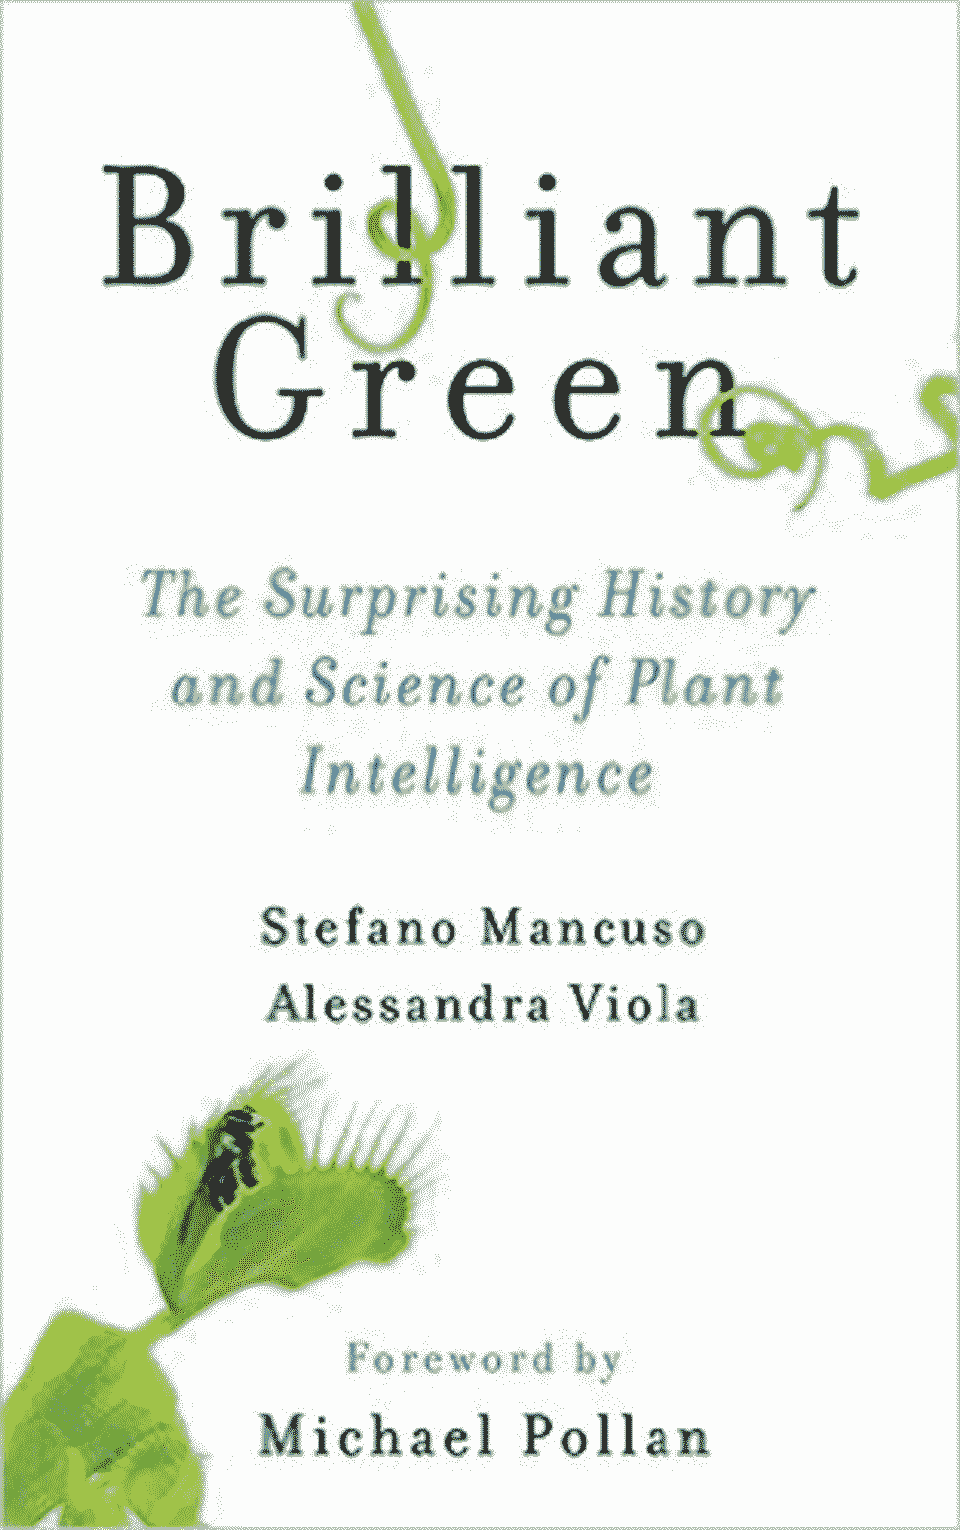 Brilliant
Green
The Surprising History
and Science of Plant
Intelligence
Stefano Mancuso
Alessandra Viola
Foreword by
Michael Pollan